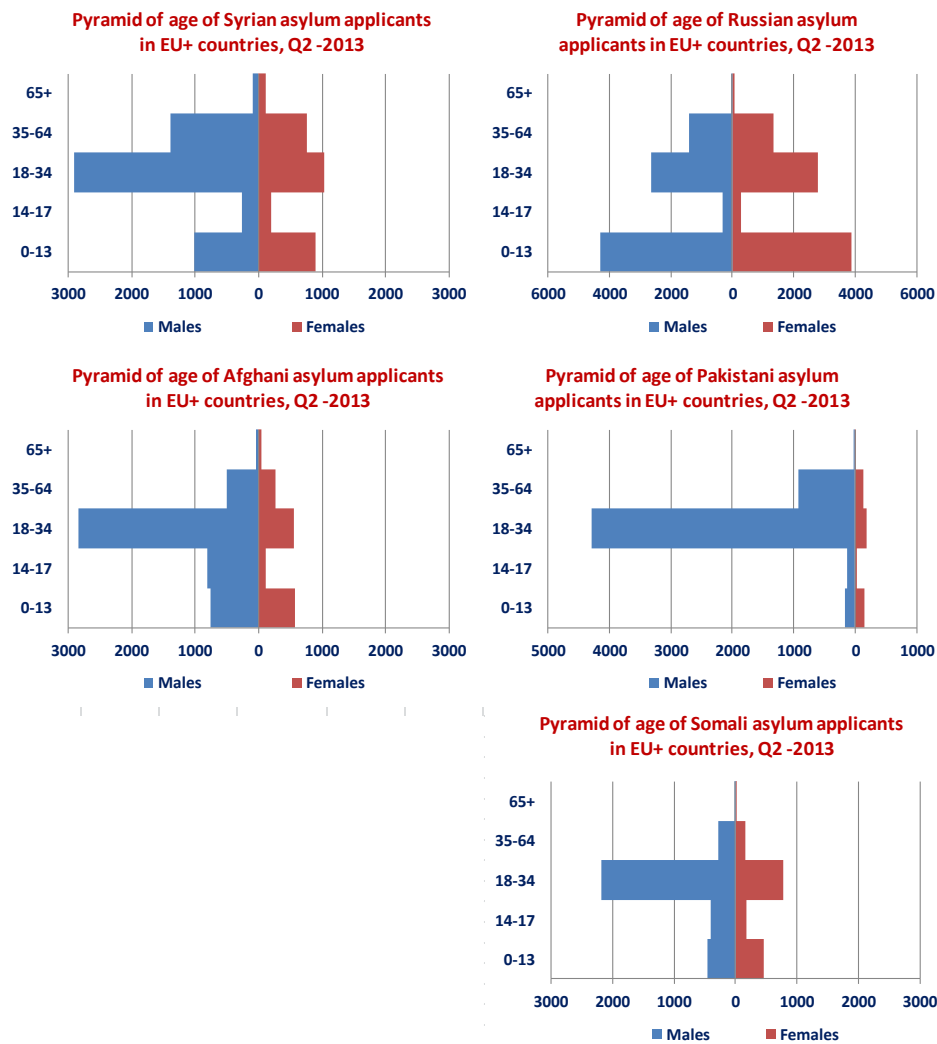 Pyramid of age of Syrian asylum applicants
in EU+ countries, Q2 -2013
65+
35-64
18-34
14-17
0-13
3000 2000 1000 0 1000 2000 3000
Males Females
Pyramid of age of Russian asylum
applicants in EU+ countries, Q2 -2013
65+
35-64
18-34
14-17
0-13
6000 4000 2000 0 2000 4000 6000
Males Females
Pyramid of age of Afghani asylum applicants
in EU+ countries, Q2 -2013
65+
35-64
18-34
14-17
0-13
3000 2000 1000 0 1000 2000 3000
Males Females
Pyramid of age of Pakistani asylum
applicants in EU+ countries, Q2 -2013
65+
35-64
18-34
14-17
0-13
5000 4000 3000 2000 1000 0 1000
Males Females
Pyramid of age of Somali asylum applicants
in EU+ countries, Q2 -2013
65+
35-64
18-34
14-17
0-13
3000 2000 1000 0 1000 2000 3000
Males Females